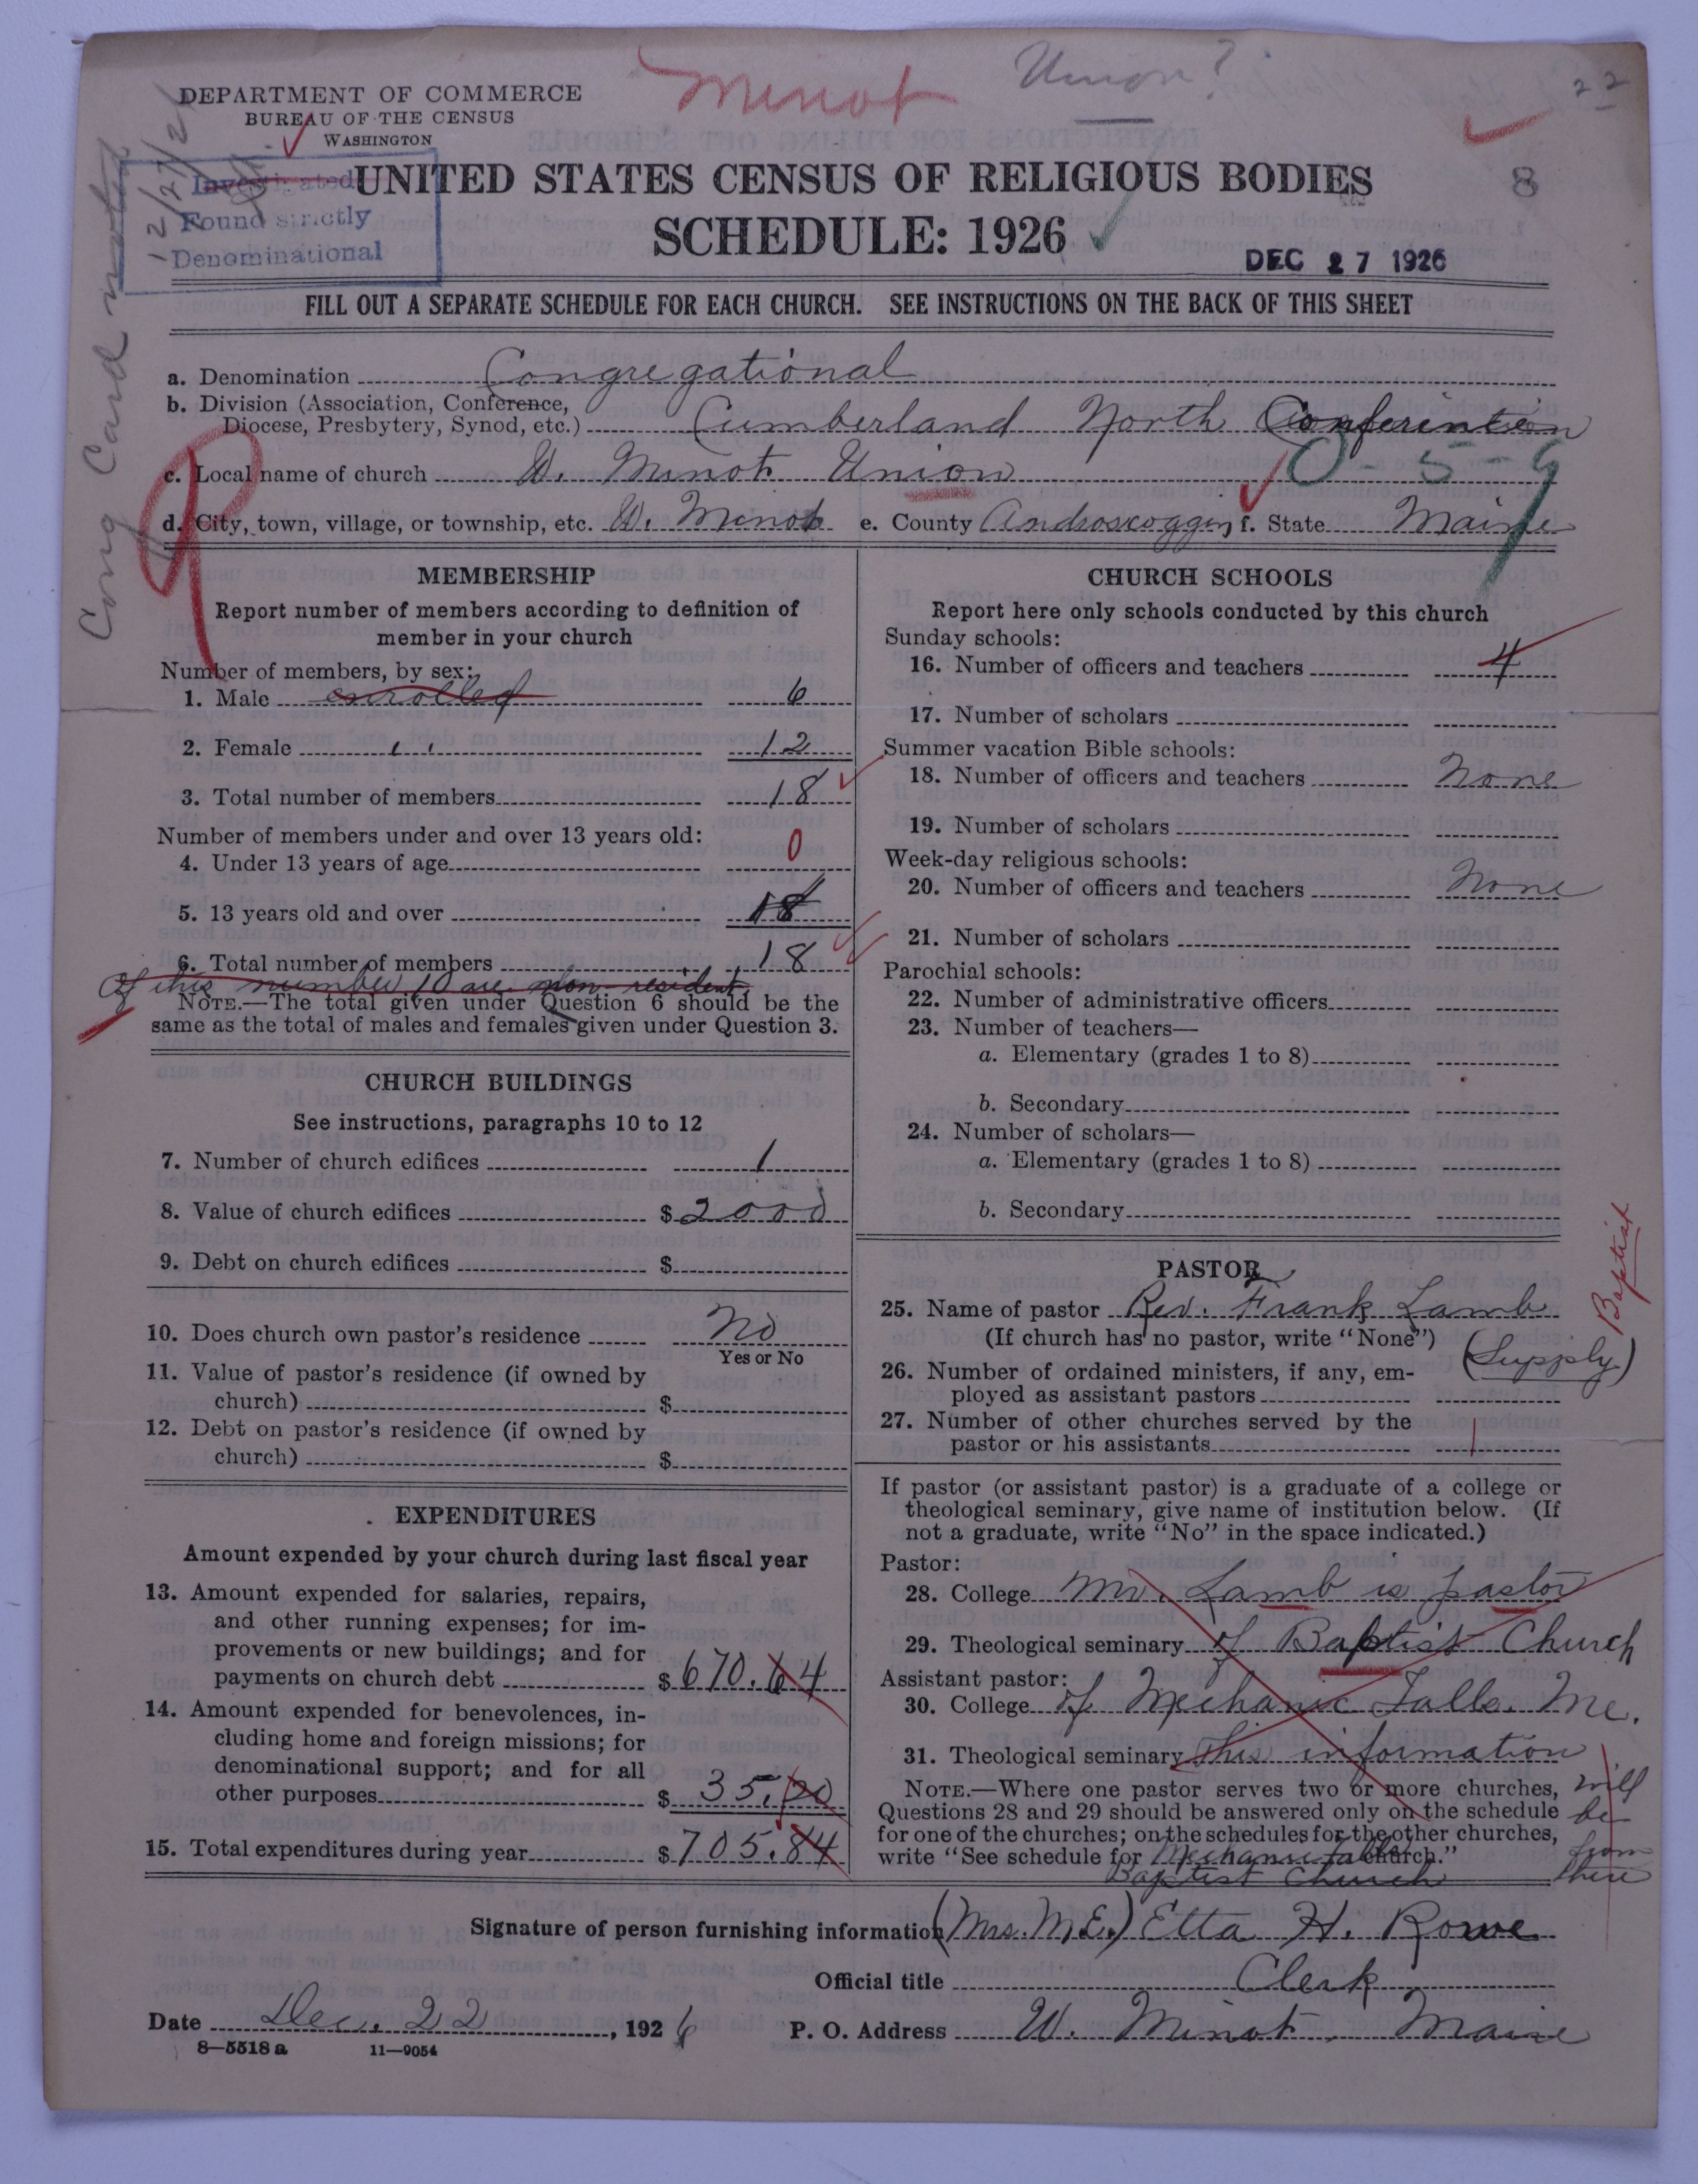 Minot Union? 22
DEPARTMENT OF COMMERCE
BUREAU OF THE CENSUS
WASHINGTON
12/27/26
Cong Card noted
Investigated
Found strictly
Denominational
UNITED STATES CENSUS OF RELIGIOUS BODIES
8
SCHEDULE: 1926
DEC 27 1926
FILL OUT A SEPARATE SCHEDULE FOR EACH CHURCH. SEE INSTRUCTIONS ON THE BACK OF THIS SHEET
a. Denomination Congregational
b. Division (Association, Conference,
Diocese, Presbytery, Synod, etc.) Cumberland North
0-5-9
c. Local name of church W. Minot Union
d. City, town, village, or township, etc. W. Minot e. County Androscoggin f. State Maine
MEMBERSHIP
Report number of members according to definition of
member in your church
Number of members, by sex:
1. Male enrolled 6
2. Female " 12
3. Total number of members 18
Number of members under and over 13 years old:
4. Under 13 years of age 0
5. 13 years old and over 18
6. Total number of members 18
Of this number 10 are non-resident
NOTE.—The total given under Question 6 should be the
same as the total of males and females given under Question 3.
CHURCH BUILDINGS
See instructions, paragraphs 10 to 12
7. Number of church edifices 1
8. Value of church edifices $2000
9. Debt on church edifices $
10. Does church own pastor's residence No
Yes or No
11. Value of pastor's residence (if owned by
church) $
12. Debt on pastor's residence (if owned by
church) $
EXPENDITURES
Amount expended by your church during last fiscal year
13. Amount expended for salaries, repairs,
and other running expenses; for im-
provements or new buildings; and for
payments on church debt $670.64
14. Amount expended for benevolences, in-
cluding home and foreign missions; for
denominational support; and for all
other purposes $35.20
15. Total expenditures during year $705.84
CHURCH SCHOOLS
Report here only schools conducted by this church
Sunday schools:
16. Number of officers and teachers 4
17. Number of scholars
Summer vacation Bible schools:
18. Number of officers and teachers None
19. Number of scholars
Week-day religious schools:
20. Number of officers and teachers None
21. Number of scholars
Parochial schools:
22. Number of administrative officers
23. Number of teachers—
a. Elementary (grades 1 to 8)
b. Secondary
24. Number of scholars—
a. Elementary (grades 1 to 8)
b. Secondary
PASTOR
25. Name of pastor Rev. Frank Lamb
Baptist
(If church has no pastor, write "None") (Supply)
26. Number of ordained ministers, if any, em-
ployed as assistant pastors
27. Number of other churches served by the
pastor or his assistants 1
If pastor (or assistant pastor) is a graduate of a college or
theological seminary, give name of institution below. (If
not a graduate, write "No" in the space indicated.)
Pastor:
28. College Mr. Lamb is pastor
29. Theological seminary of Baptist Church
Assistant pastor:
30. College of Mechanic Falls. Me.
31. Theological seminary This information
will
be
from
there
NOTE.—Where one pastor serves two or more churches,
Questions 28 and 29 should be answered only on the schedule
for one of the churches; on the schedules for the other churches,
write "See schedule for Mechanic Falls church."
Baptist Church
Signature of person furnishing information (Mrs. M.E.) Etta H. Rowe
Official title Clerk
Date Dec. 22, 1926 P. O. Address W. Minot. Maine
8—5518 a 11—9054